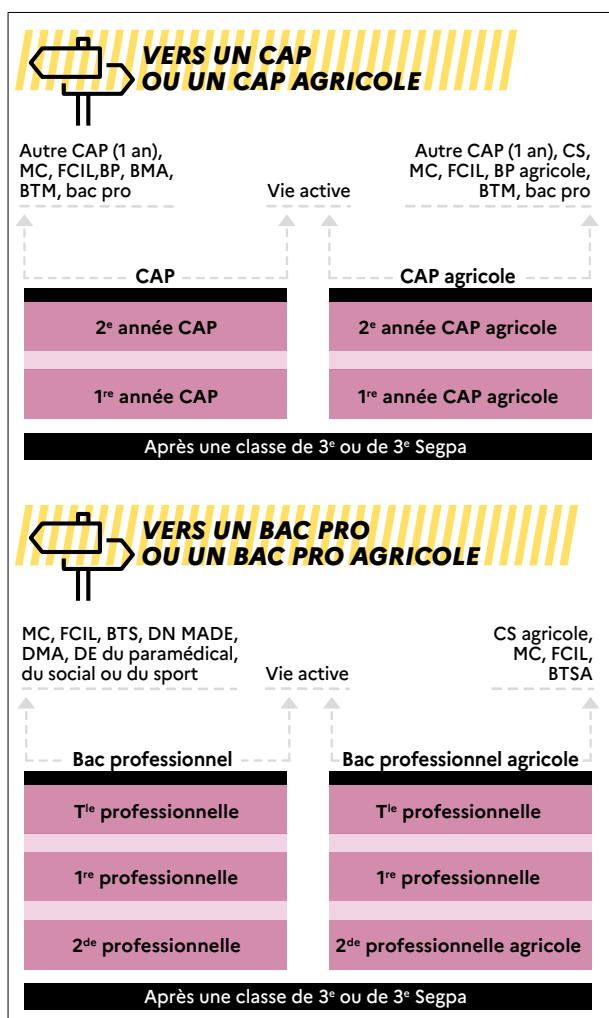 VERS UN CAP
OU UN CAP AGRICOLE
Autre CAP (1 an),
MC, FCIL,BP, BMA,
BTM, bac pro
Vie active
Autre CAP (1 an), CS,
MC, FCIL, BP agricole,
BTM, bac pro
CAP
CAP agricole
2e année CAP
2e année CAP agricole
1re année CAP
1re année CAP agricole
Après une classe de 3e ou de 3e Segpa
VERS UN BAC PRO
OU UN BAC PRO AGRICOLE
MC, FCIL, BTS, DN MADE,
DMA, DE du paramédical,
du social ou du sport
Vie active
CS agricole,
MC, FCIL,
BTSA
Bac professionnel
Bac professionnel agricole
Tle professionnelle
Tle professionnelle
1re professionnelle
1re professionnelle
2de professionnelle
2de professionnelle agricole
Après une classe de 3e ou de 3e Segpa